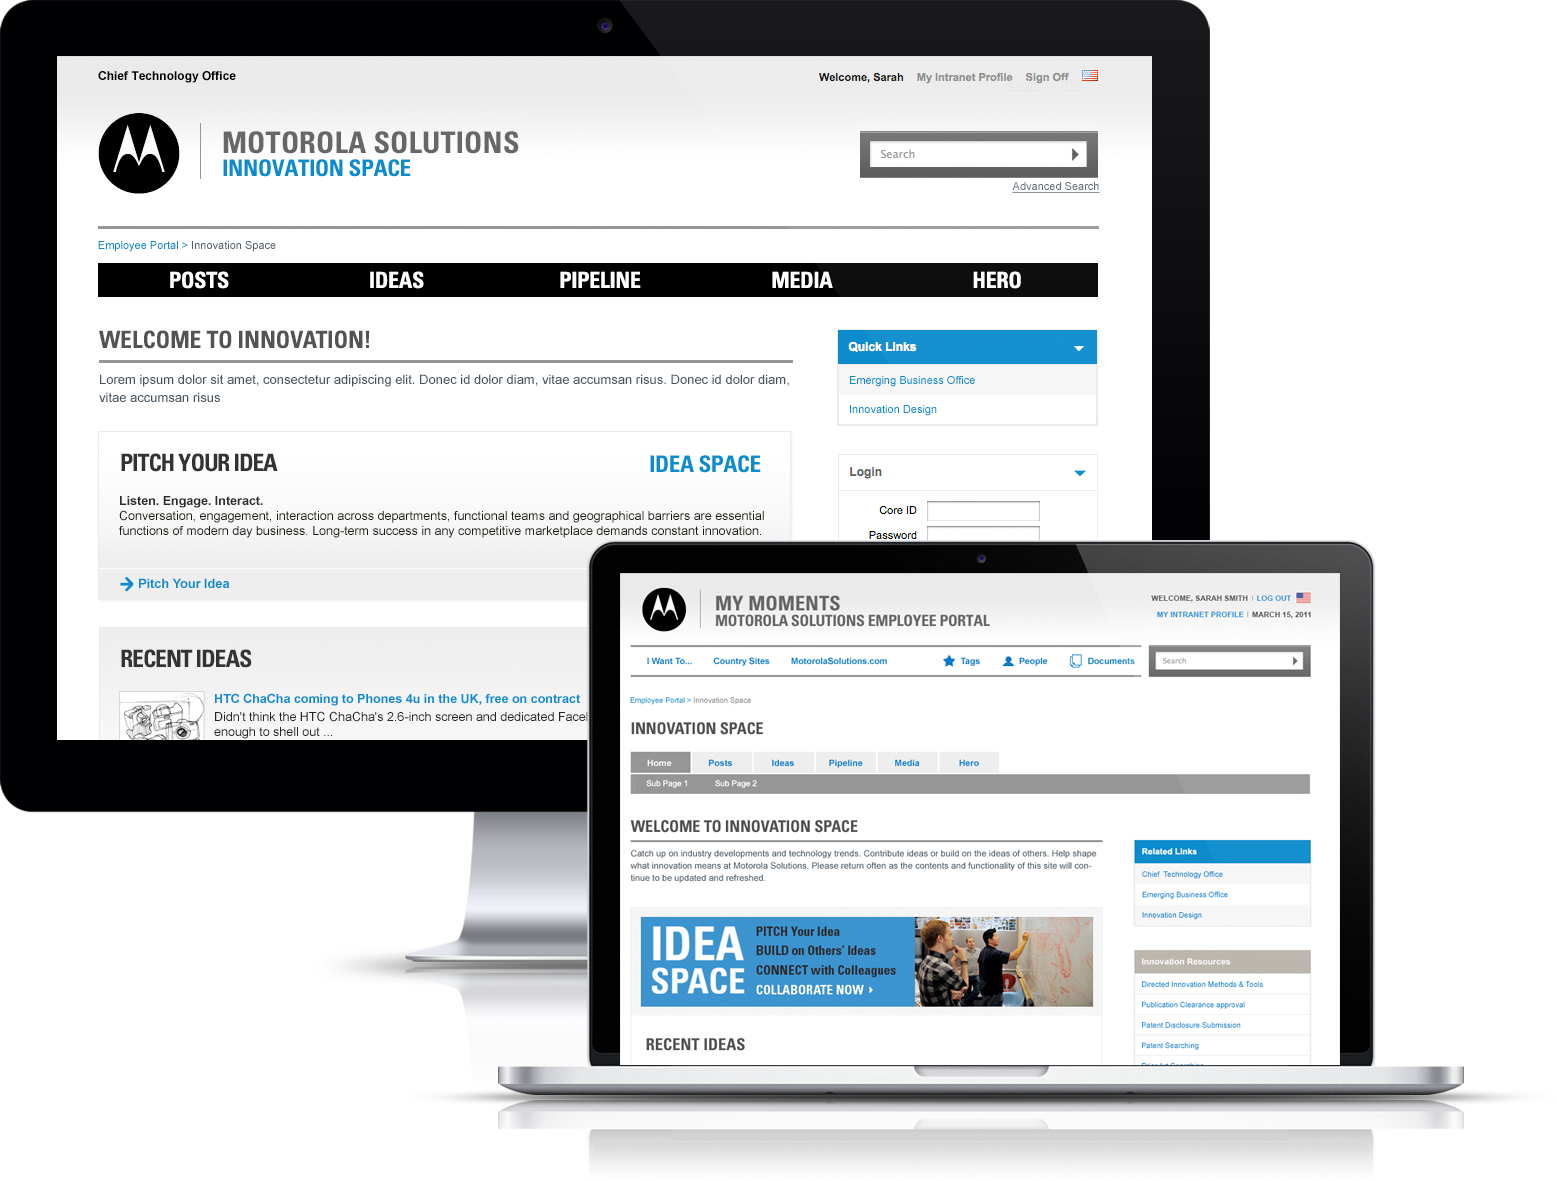 Chief Technology Office
Welcome, Sarah My Intranet Profile Sign Off
MOTOROLA SOLUTIONS
INNOVATION SPACE
Search
Advanced Search
Employee Portal > Innovation Space
POSTS IDEAS PIPELINE MEDIA HERO
WELCOME TO INNOVATION!
Lorem ipsum dolor sit amet, consectetur adipiscing elit. Donec id dolor diam, vitae accumsan risus. Donec id dolor diam,
vitae accumsan risus
PITCH YOUR IDEA
IDEA SPACE
Listen. Engage. Interact.
Conversation, engagement, interaction across departments, functional teams and geographical barriers are essential
functions of modern day business. Long-term success in any competitive marketplace demands constant innovation.
Pitch Your Idea
RECENT IDEAS
HTC ChaCha coming to Phones 4u in the UK, free on contract
Didn't think the HTC ChaCha's 2.6-inch screen and dedicated Facel
enough to shell out ...
Quick Links
Emerging Business Office
Innovation Design
Login
Core ID
Password
MY MOMENTS
MOTOROLA SOLUTIONS EMPLOYEE PORTAL
WELCOME, SARAH SMITH | LOG OUT
MY INTRANET PROFILE | MARCH 15, 2011
I Want To... Country Sites MotorolaSolutions.com Tags People Documents
Search
Employee Portal > Innovation Space
INNOVATION SPACE
Home Posts Ideas Pipeline Media Hero
Sub Page 1 Sub Page 2
WELCOME TO INNOVATION SPACE
Catch up on industry developments and technology trends. Contribute ideas or build on the ideas of others. Help shape
what innovation means at Motorola Solutions. Please return often as the contents and functionality of this site will con-
tinue to be updated and refreshed.
IDEA
SPACE
PITCH Your Idea
BUILD on Others' Ideas
CONNECT with Colleagues
COLLABORATE NOW
RECENT IDEAS
Related Links
Chief Technology Office
Emerging Business Office
Innovation Design
Innovation Resources
Directed Innovation Methods & Tools
Publication Clearance approval
Patent Disclosure Submission
Patent Searching